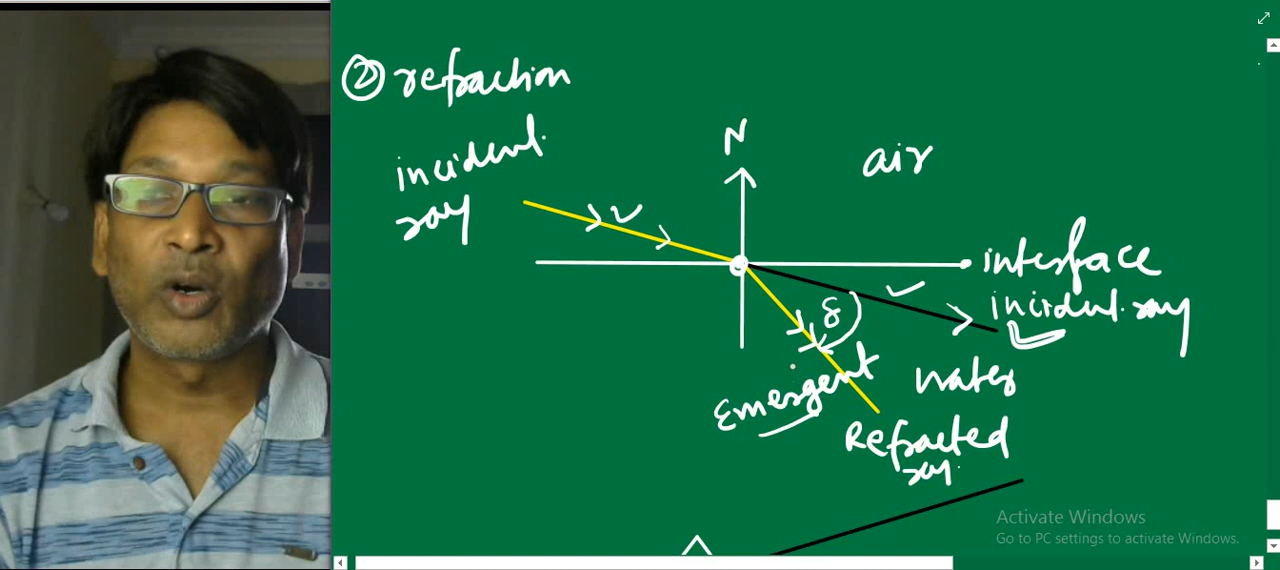 ② refraction
incident
ray
N
air
interface
incident ray
δ
water
Emergent
Refracted
ray
Activate Windows
Go to PC settings to activate Windows.